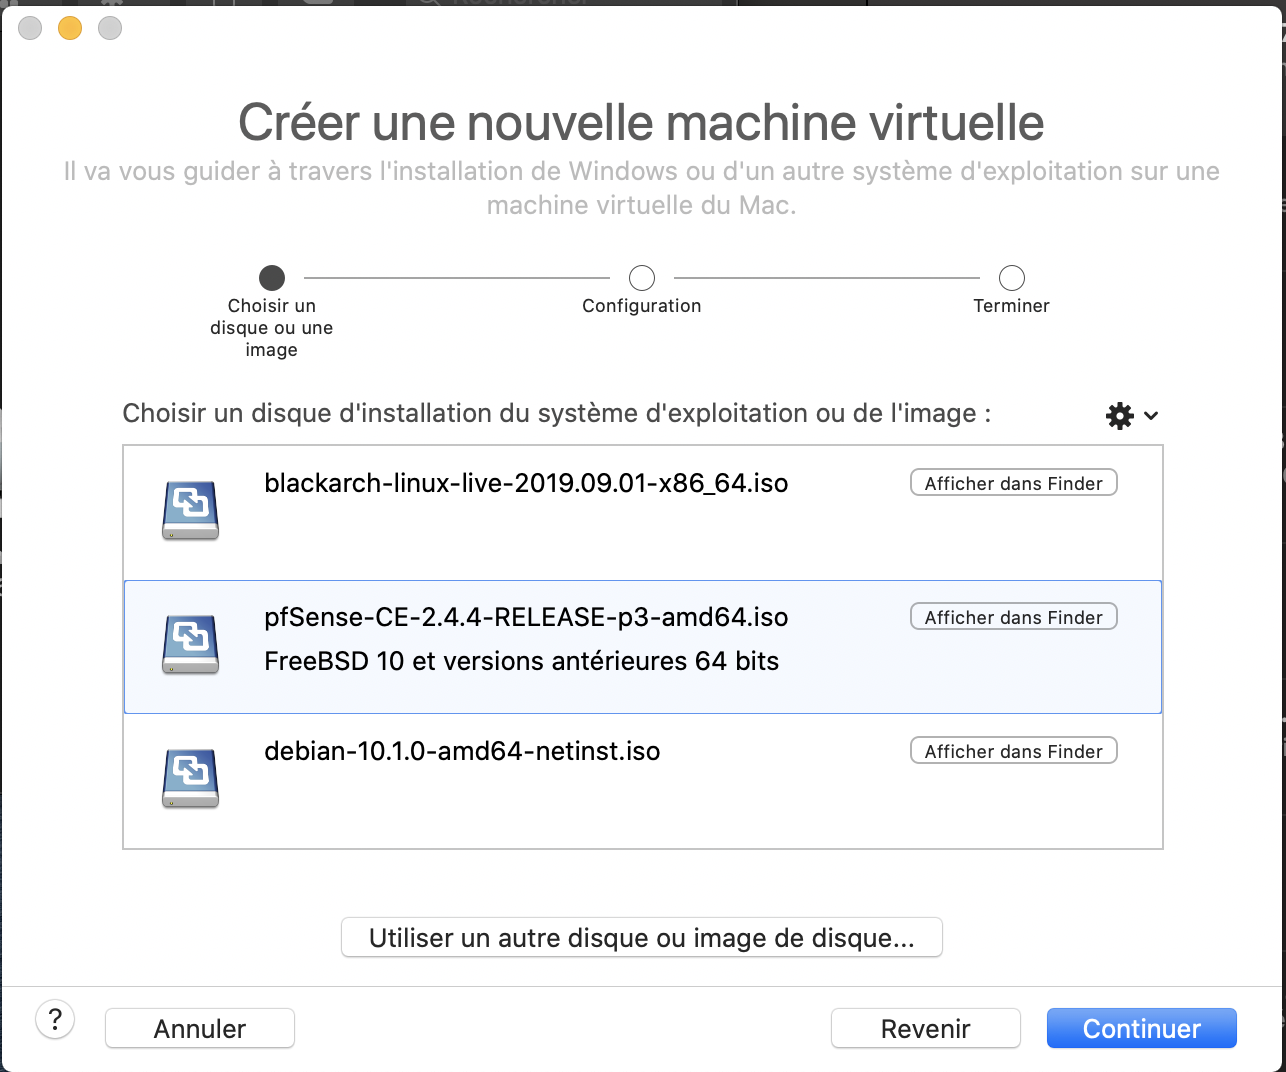 Rechercher
Créer une nouvelle machine virtuelle
Il va vous guider à travers l'installation de Windows ou d'un autre système d'exploitation sur une
machine virtuelle du Mac.
Choisir un
disque ou une
image
Configuration
Terminer
Choisir un disque d'installation du système d'exploitation ou de l'image :
blackarch-linux-live-2019.09.01-x86_64.iso
Afficher dans Finder
pfSense-CE-2.4.4-RELEASE-p3-amd64.iso
Afficher dans Finder
FreeBSD 10 et versions antérieures 64 bits
debian-10.1.0-amd64-netinst.iso
Afficher dans Finder
Utiliser un autre disque ou image de disque...
?
Annuler
Revenir
Continuer